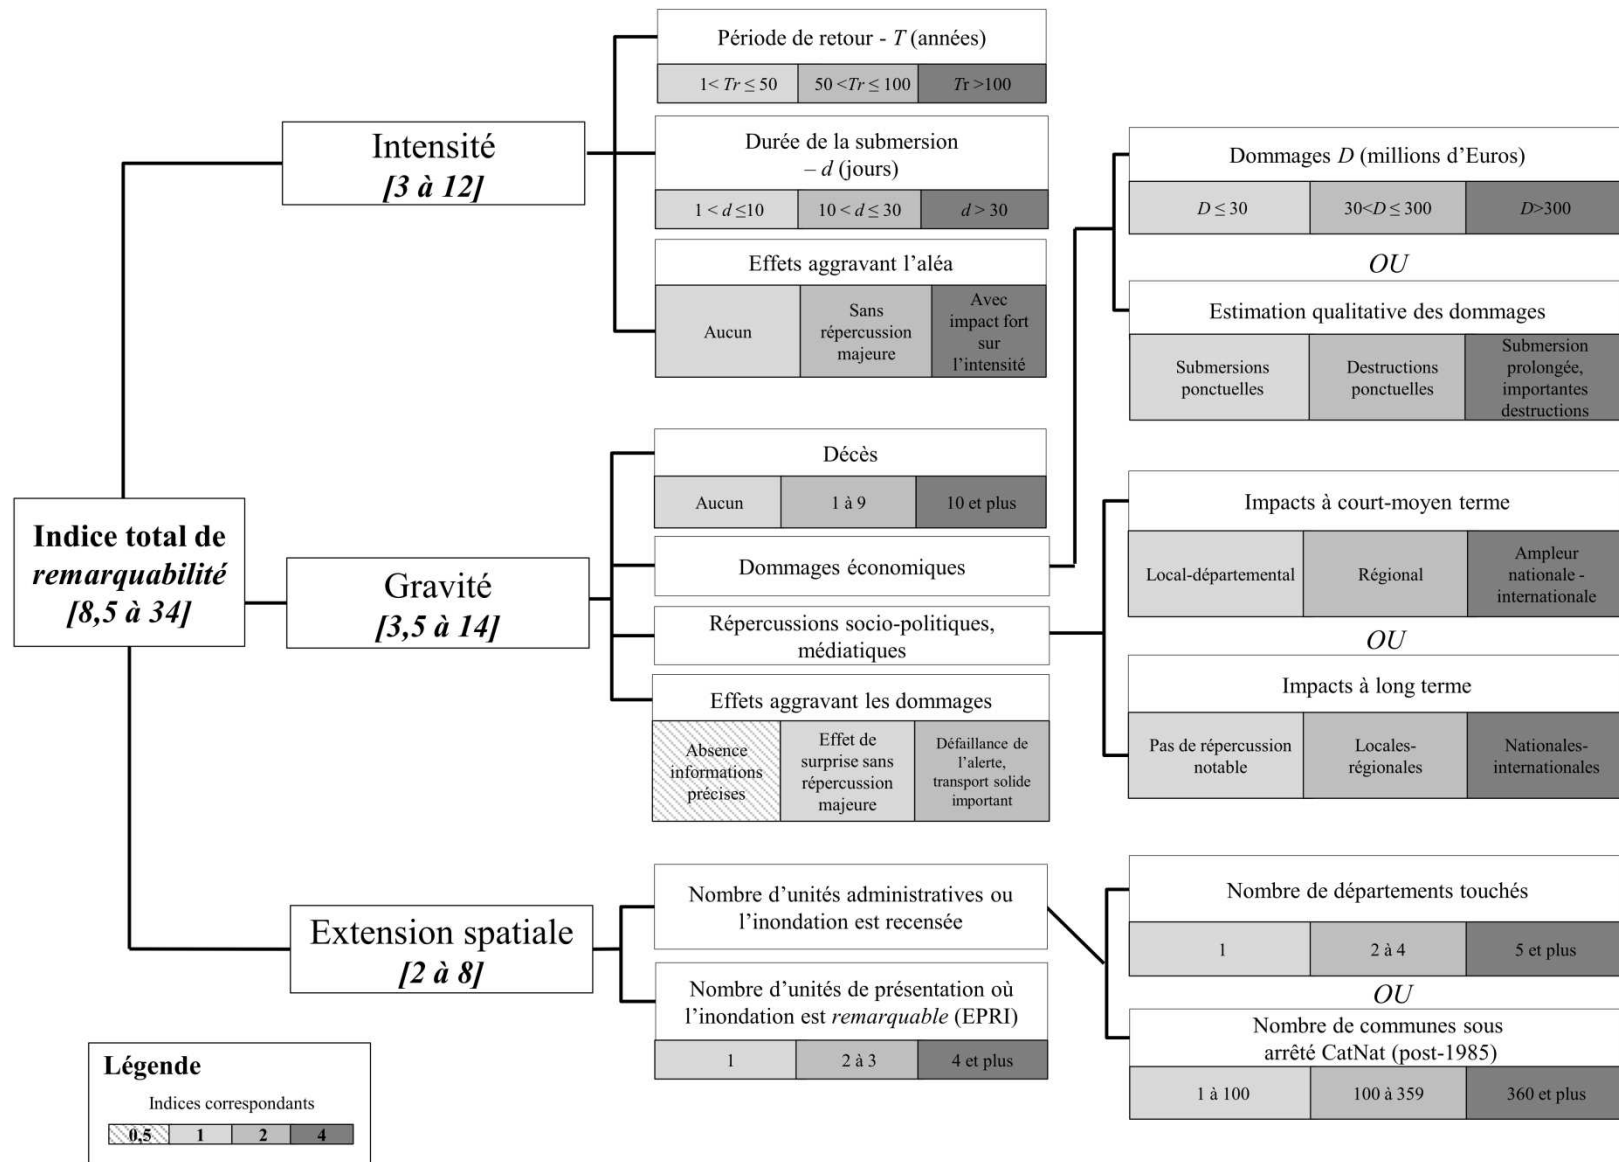 Période de retour - T (années)
1< Tr ≤ 50
50 <Tr ≤ 100
Tr >100
Intensité
[3 à 12]
Durée de la submersion
– d (jours)
1 < d ≤10
10 < d ≤ 30
d > 30
Effets aggravant l’aléa
Aucun
Sans
répercussion
majeure
Avec
impact fort
sur
l’intensité
Dommages D (millions d’Euros)
D ≤ 30
30<D ≤ 300
D>300
OU
Estimation qualitative des dommages
Submersions
ponctuelles
Destructions
ponctuelles
Submersion
prolongée,
importantes
destructions
Indice total de
remarquabilité
[8,5 à 34]
Gravité
[3,5 à 14]
Décès
Aucun
1 à 9
10 et plus
Dommages économiques
Répercussions socio-politiques,
médiatiques
Effets aggravant les dommages
Absence
informations
précises
Effet de
surprise sans
répercussion
majeure
Défaillance de
l’alerte,
transport solide
important
Impacts à court-moyen terme
Local-départemental
Régional
Ampleur
nationale -
internationale
OU
Impacts à long terme
Pas de répercussion
notable
Locales-
régionales
Nationales-
internationales
Extension spatiale
[2 à 8]
Nombre d’unités administratives ou
l’inondation est recensée
Nombre d’unités de présentation où
l’inondation est remarquable (EPRI)
1
2 à 3
4 et plus
Nombre de départements touchés
1
2 à 4
5 et plus
OU
Nombre de communes sous
arrêté CatNat (post-1985)
1 à 100
100 à 359
360 et plus
Légende
Indices correspondants
0,5
1
2
4